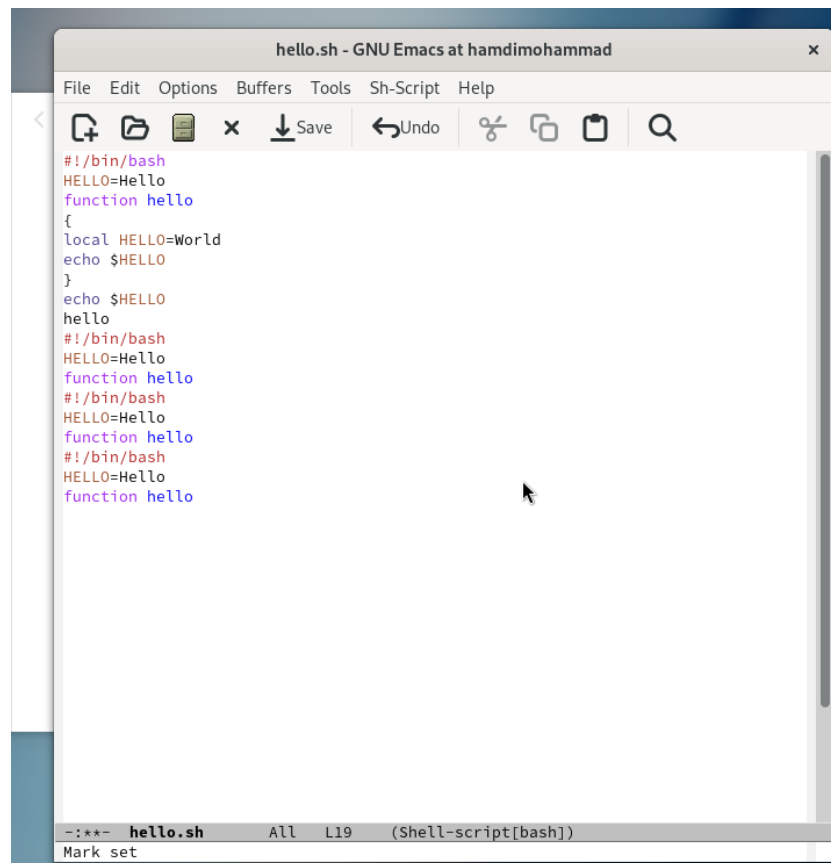 hello.sh - GNU Emacs at hamdimohammad
File Edit Options Buffers Tools Sh-Script Help
Save Undo
#!/bin/bash
HELLO=Hello
function hello
{
local HELLO=World
echo $HELLO
}
echo $HELLO
hello
#!/bin/bash
HELLO=Hello
function hello
#!/bin/bash
HELLO=Hello
function hello
#!/bin/bash
HELLO=Hello
function hello
-:**- hello.sh All L19 (Shell-script[bash])
Mark set